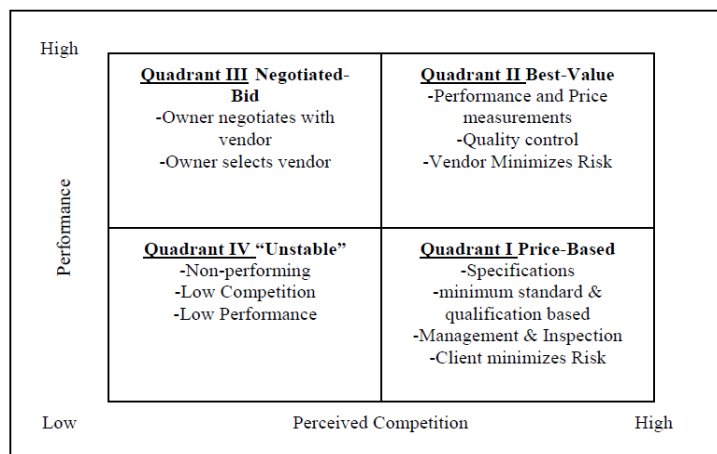 High
Performance
Quadrant III Negotiated-
Bid
-Owner negotiates with
vendor
-Owner selects vendor
Quadrant II Best-Value
-Performance and Price
measurements
-Quality control
-Vendor Minimizes Risk
Quadrant IV “Unstable”
-Non-performing
-Low Competition
-Low Performance
Quadrant I Price-Based
-Specifications
-minimum standard &
qualification based
-Management & Inspection
-Client minimizes Risk
Low
Perceived Competition
High